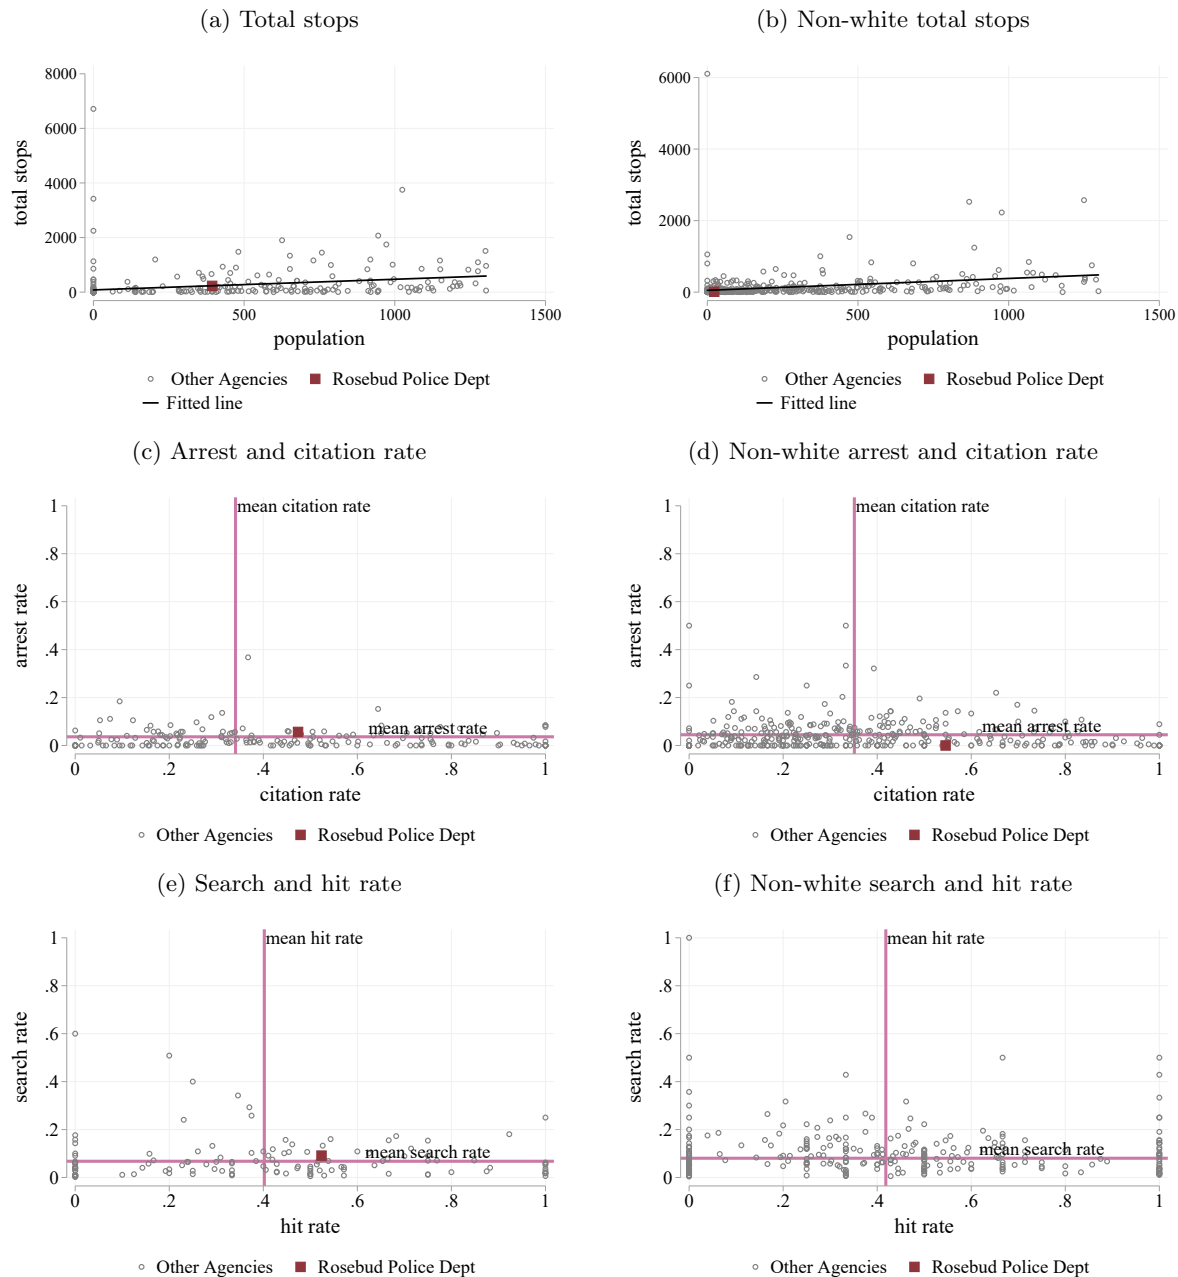 (a) Total stops
(b) Non-white total stops
total stops
8000
6000
4000
2000
0
0 500 1000 1500
population
Other Agencies Rosebud Police Dept
Fitted line
total stops
6000
4000
2000
0
0 500 1000 1500
population
Other Agencies Rosebud Police Dept
Fitted line
(c) Arrest and citation rate
(d) Non-white arrest and citation rate
arrest rate
1
.8
.6
.4
.2
0
mean citation rate
mean arrest rate
0 .2 .4 .6 .8 1
citation rate
Other Agencies Rosebud Police Dept
arrest rate
1
.8
.6
.4
.2
0
mean citation rate
mean arrest rate
0 .2 .4 .6 .8 1
citation rate
Other Agencies Rosebud Police Dept
(e) Search and hit rate
(f) Non-white search and hit rate
search rate
1
.8
.6
.4
.2
0
mean hit rate
mean search rate
0 .2 .4 .6 .8 1
hit rate
Other Agencies Rosebud Police Dept
search rate
1
.8
.6
.4
.2
0
mean hit rate
mean search rate
0 .2 .4 .6 .8 1
hit rate
Other Agencies Rosebud Police Dept